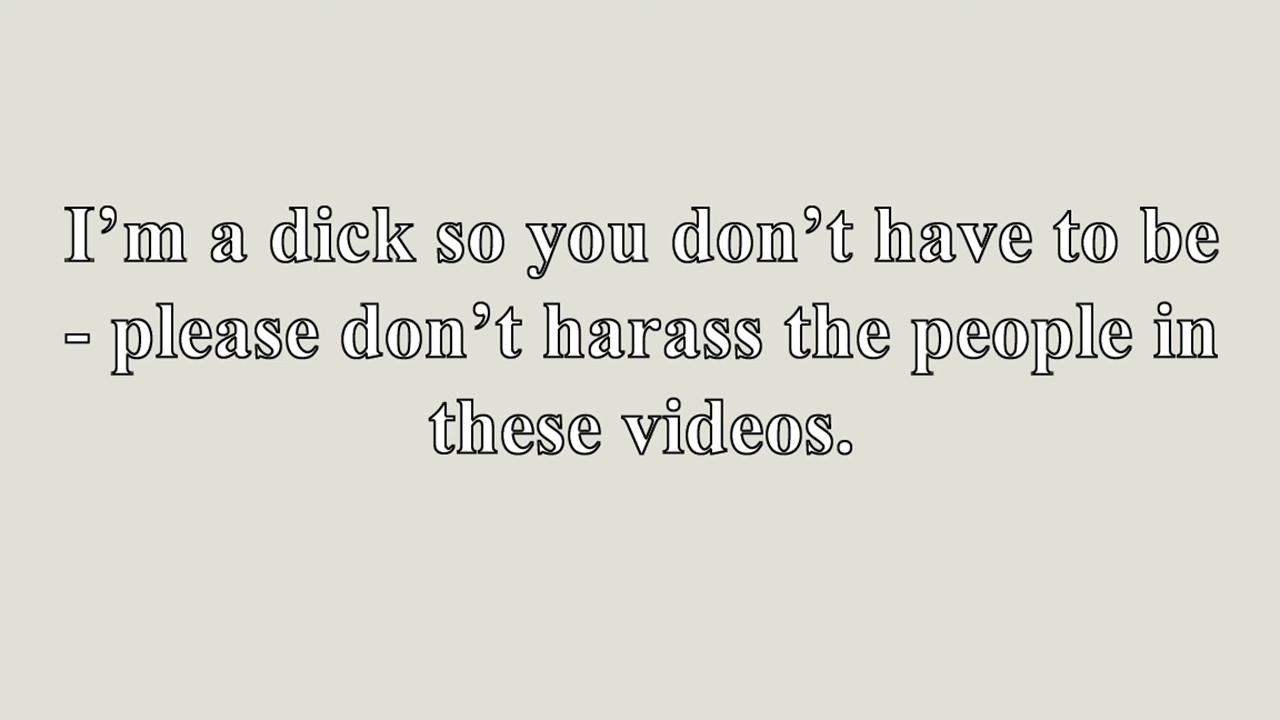 I’m a dick so you don’t have to be
- please don’t harass the people in
these videos.